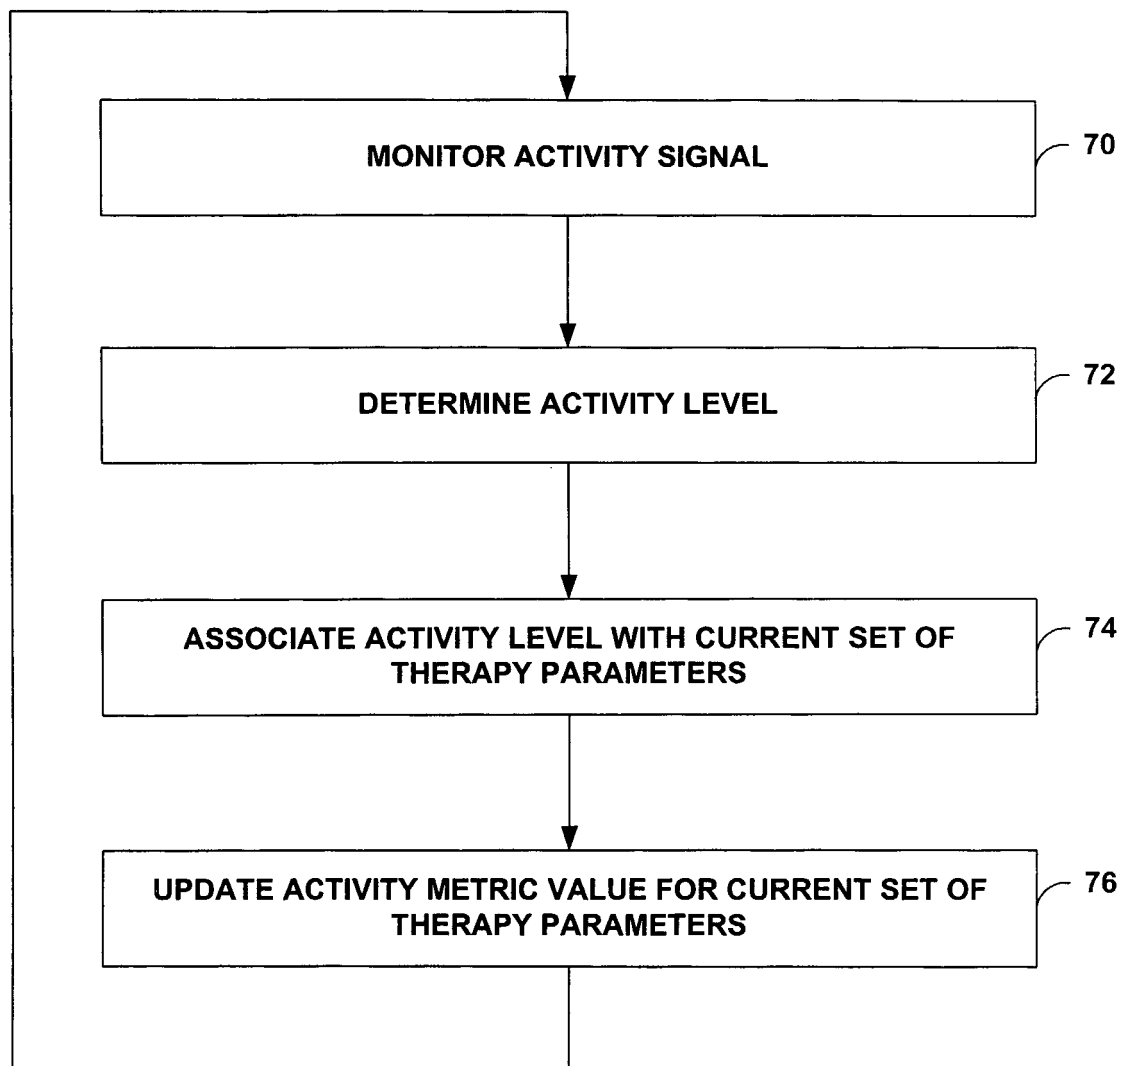 MONITOR ACTIVITY SIGNAL
70
DETERMINE ACTIVITY LEVEL
72
ASSOCIATE ACTIVITY LEVEL WITH CURRENT SET OF
THERAPY PARAMETERS
74
UPDATE ACTIVITY METRIC VALUE FOR CURRENT SET OF
THERAPY PARAMETERS
76